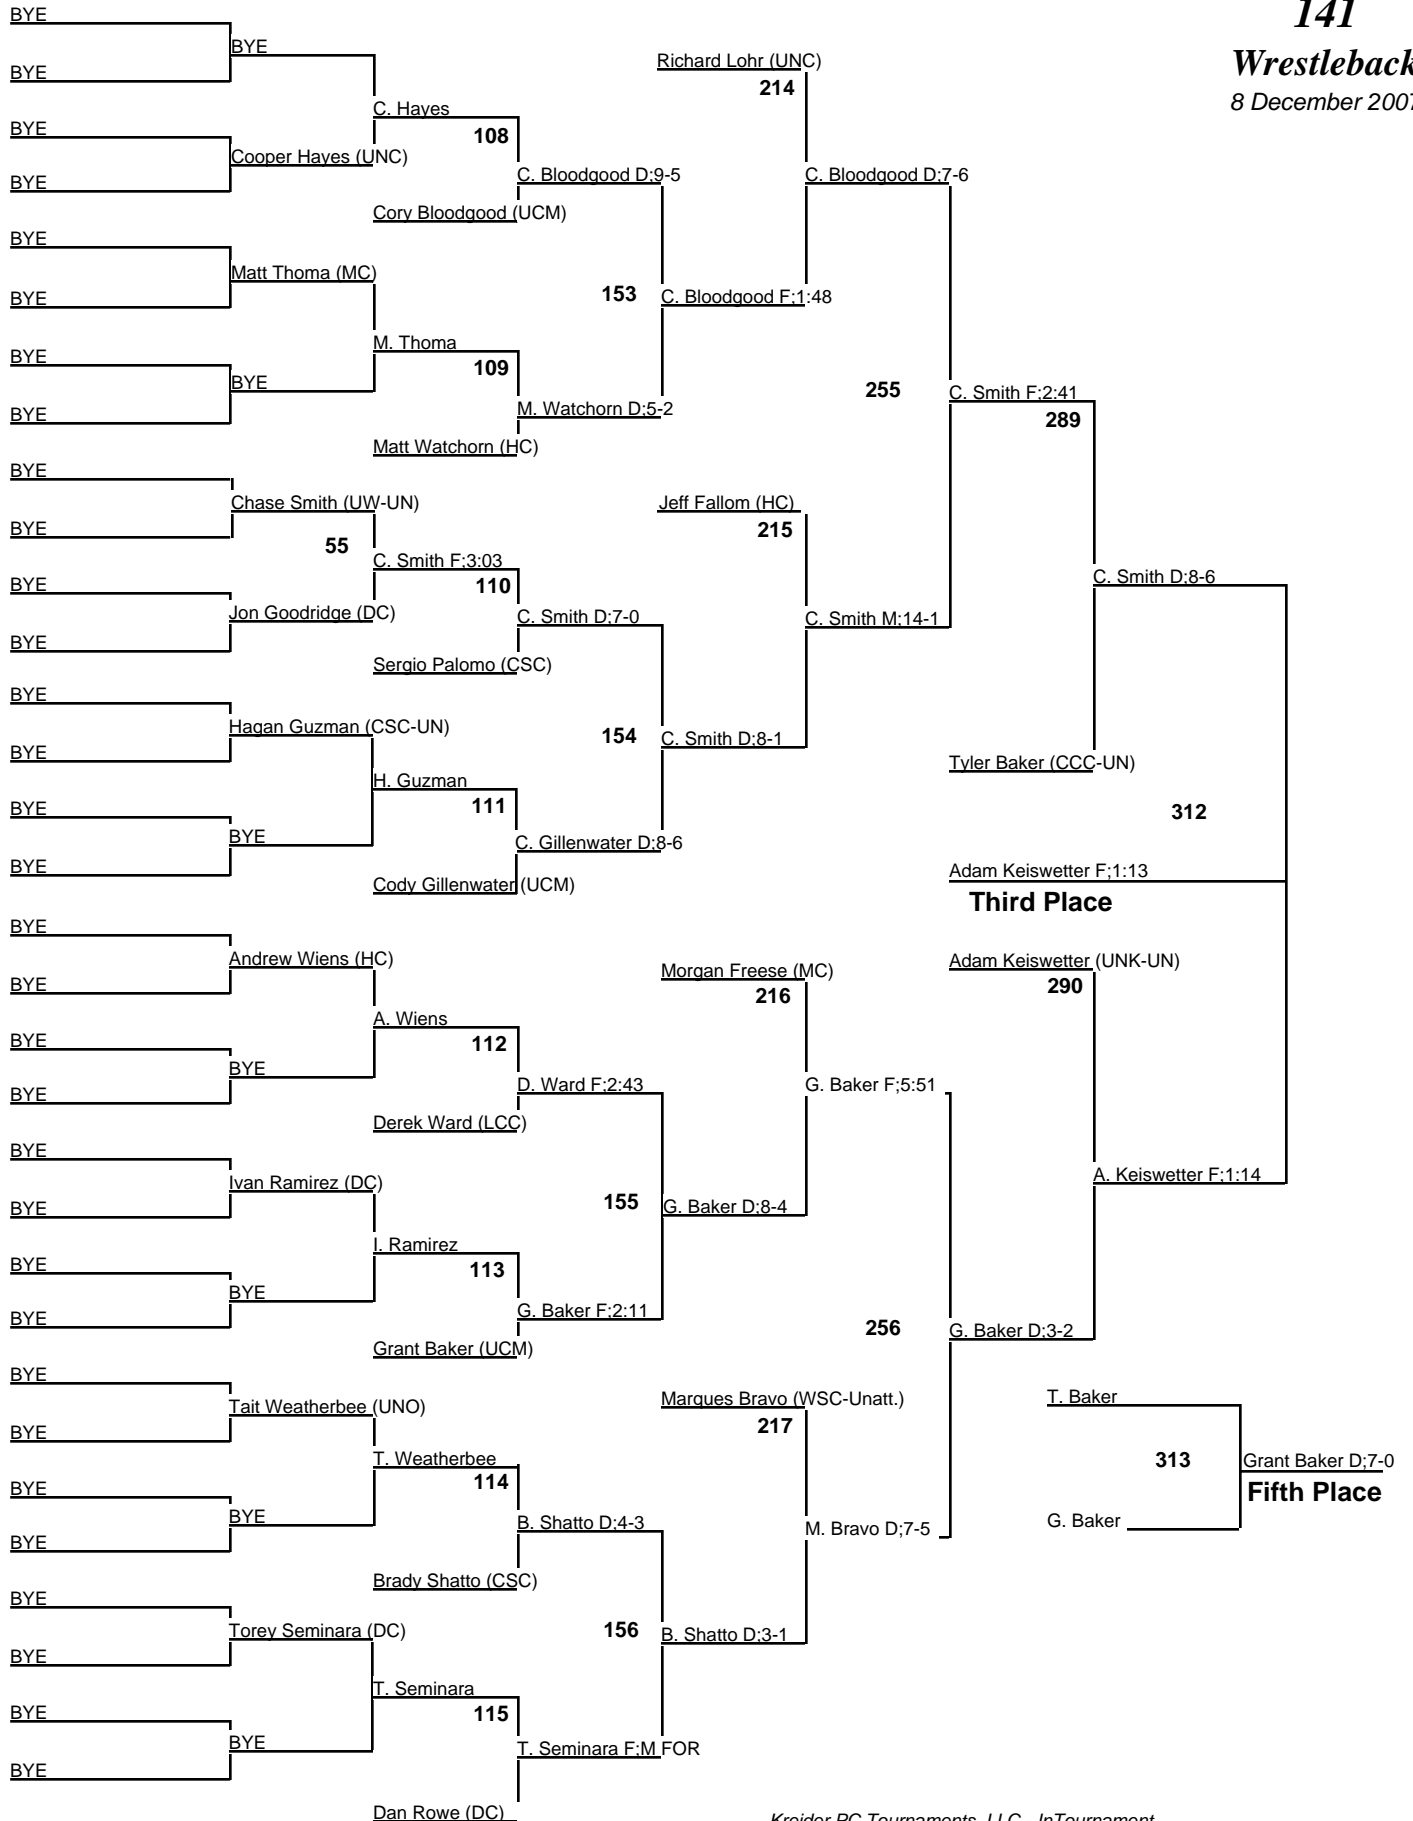 141
Wrestleback
8 December 2007
BYE
BYE
BYE
Richard Lohr (UNC)
214
C. Hayes
108
BYE
Cooper Hayes (UNC)
BYE
C. Bloodgood D;9-5
C. Bloodgood D;7-6
Cory Bloodgood (UCM)
BYE
Matt Thoma (MC)
BYE
153
C. Bloodgood F;1:48
M. Thoma
109
BYE
BYE
BYE
255
C. Smith F;2:41
289
M. Watchorn D;5-2
Matt Watchorn (HC)
BYE
Chase Smith (UW-UN)
BYE
Jeff Fallom (HC)
215
55
C. Smith F;3:03
110
BYE
Jon Goodridge (DC)
BYE
C. Smith D;7-0
C. Smith M;14-1
C. Smith D;8-6
Sergio Palomo (CSC)
BYE
Hagan Guzman (CSC-UN)
BYE
154
C. Smith D;8-1
Tyler Baker (CCC-UN)
H. Guzman
111
312
BYE
BYE
BYE
C. Gillenwater D;8-6
Cody Gillenwater (UCM)
Adam Keiswetter F;1:13
Third Place
BYE
Andrew Wiens (HC)
BYE
Morgan Freese (MC)
216
Adam Keiswetter (UNK-UN)
290
A. Wiens
112
BYE
BYE
BYE
D. Ward F;2:43
G. Baker F;5:51
Derek Ward (LCC)
BYE
Ivan Ramirez (DC)
BYE
155
G. Baker D;8-4
A. Keiswetter F;1:14
I. Ramirez
113
BYE
BYE
BYE
G. Baker F;2:11
256
G. Baker D;3-2
Grant Baker (UCM)
BYE
Tait Weatherbee (UNO)
BYE
Marques Bravo (WSC-Unatt.)
217
T. Baker
T. Weatherbee
114
313
Grant Baker D;7-0
Fifth Place
BYE
BYE
BYE
B. Shatto D;4-3
M. Bravo D;7-5
G. Baker
Brady Shatto (CSC)
BYE
Torey Seminara (DC)
BYE
156
B. Shatto D;3-1
T. Seminara
115
BYE
BYE
BYE
T. Seminara F;M FOR
Dan Rowe (DC)
Kreider PC Tournaments, LLC - InTournament